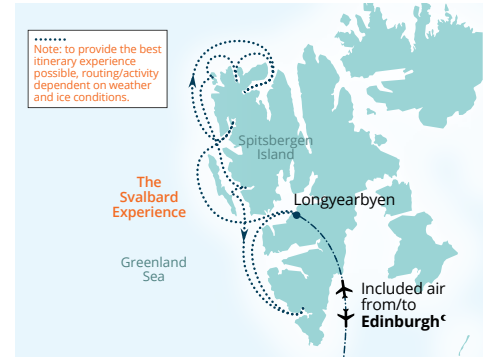 Note: to provide the best
itinerary experience
possible, routing/activity
dependent on weather
and ice conditions.
Spitsbergen
Island
The
Svalbard
Experience
Longyearbyen
Greenland
Sea
Included air
from/to
Edinburghᶜ